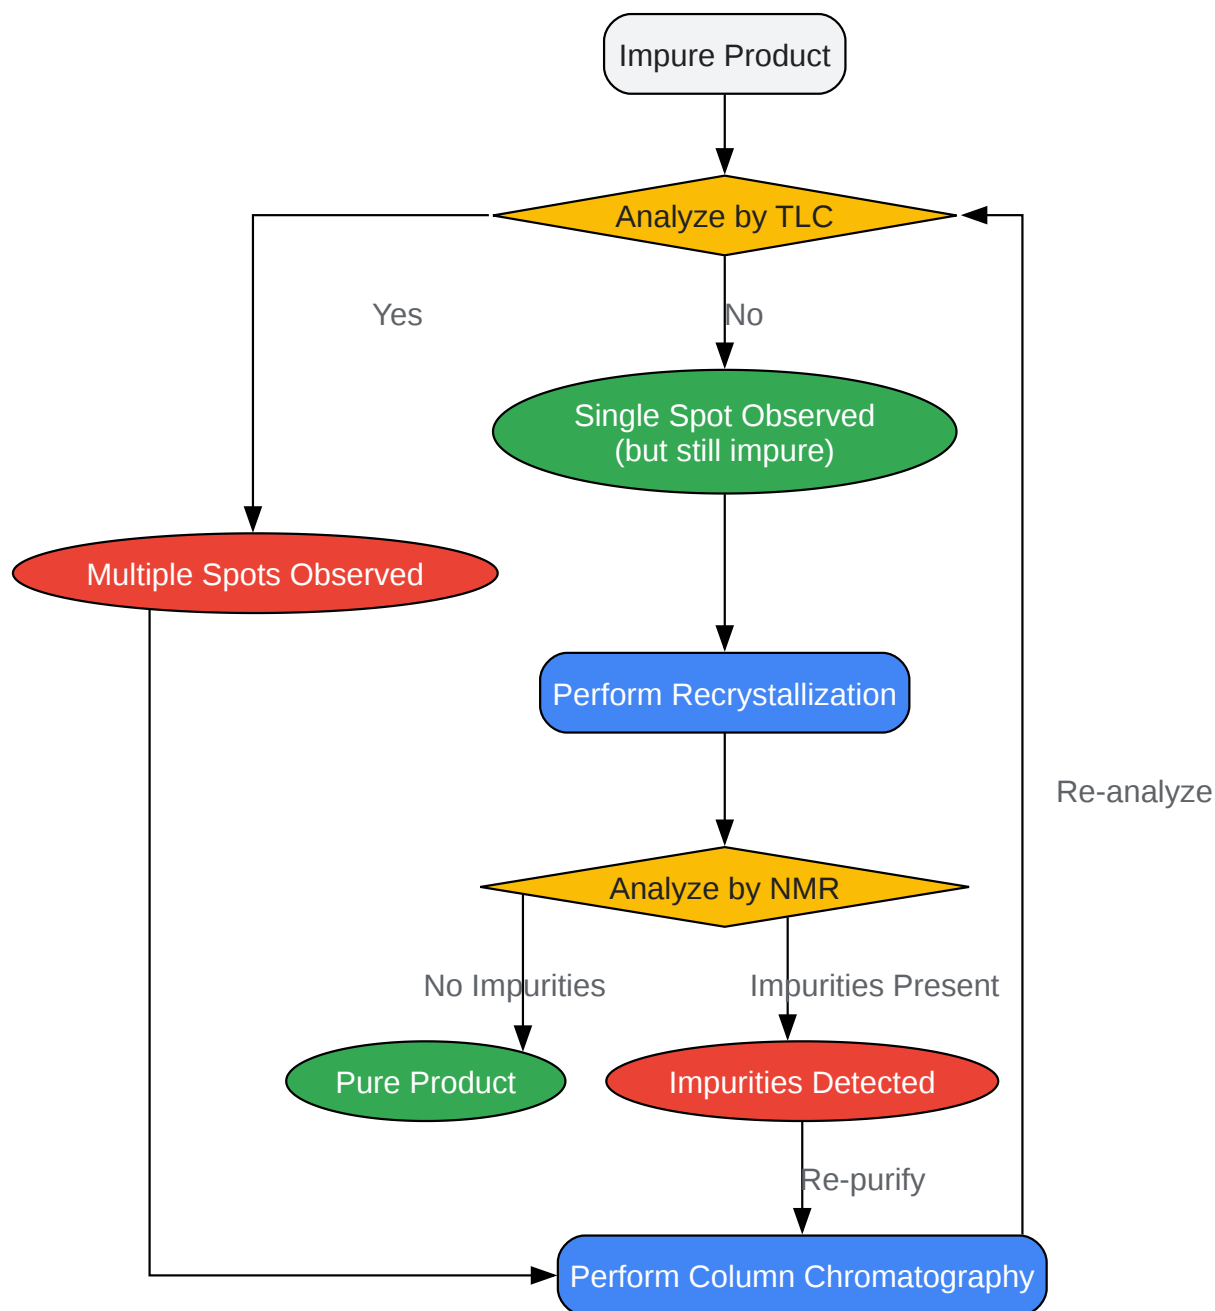 Impure Product
Analyze by TLC
Yes
No
Single Spot Observed
(but still impure)
Multiple Spots Observed
Perform Recrystallization
Re-analyze
Analyze by NMR
No Impurities
Impurities Present
Pure Product
Impurities Detected
Re-purify
Perform Column Chromatography